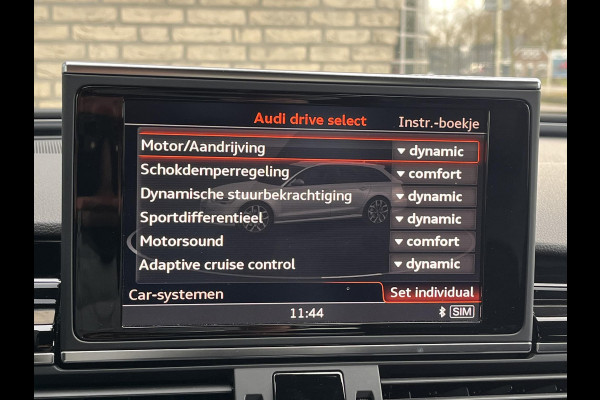 Audi drive select
Instr.-boekje
Motor/Aandrijving dynamic
Schokdemperregeling comfort
Dynamische stuurbekrachtiging dynamic
Sportdifferentieel dynamic
Motorsound comfort
Adaptive cruise control dynamic
Car-systemen Set individual
11:44 SIM